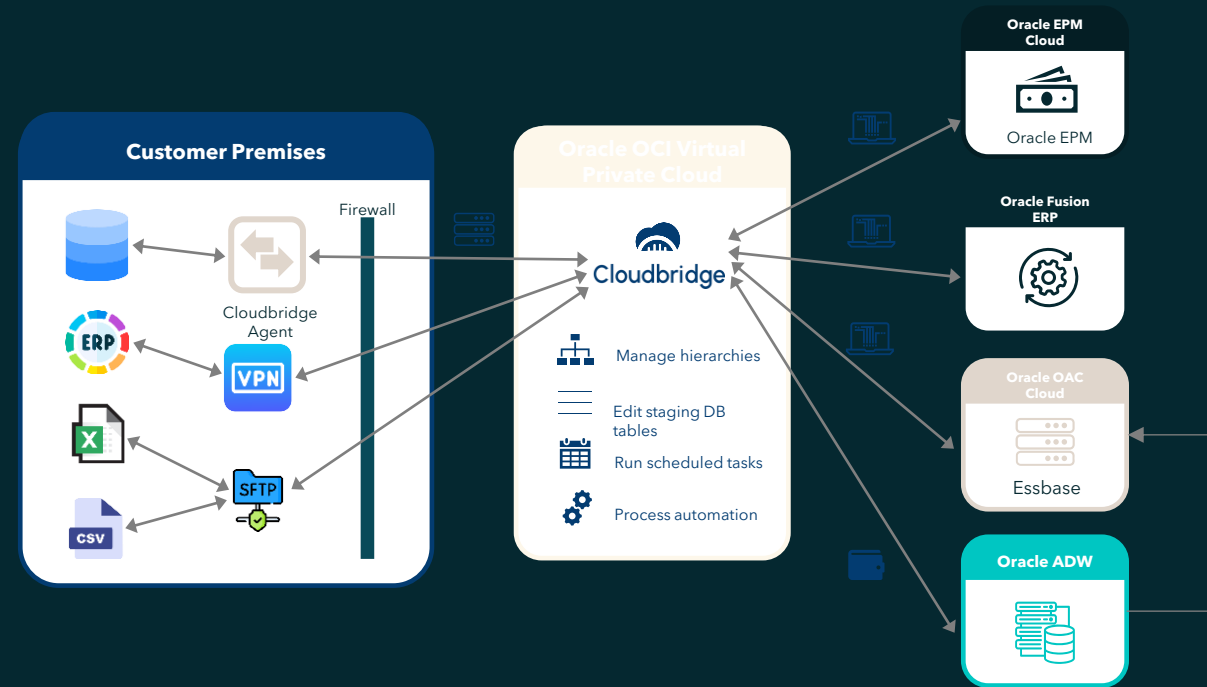 Customer Premises
Firewall
Cloudbridge
Agent
ERP
VPN
X
SFTP
CSV
Oracle OCI Virtual
Private Cloud
Cloudbridge
Manage hierarchies
Edit staging DB
tables
Run scheduled tasks
Process automation
Oracle EPM
Cloud
Oracle EPM
Oracle Fusion
ERP
Oracle OAC
Cloud
Essbase
Oracle ADW